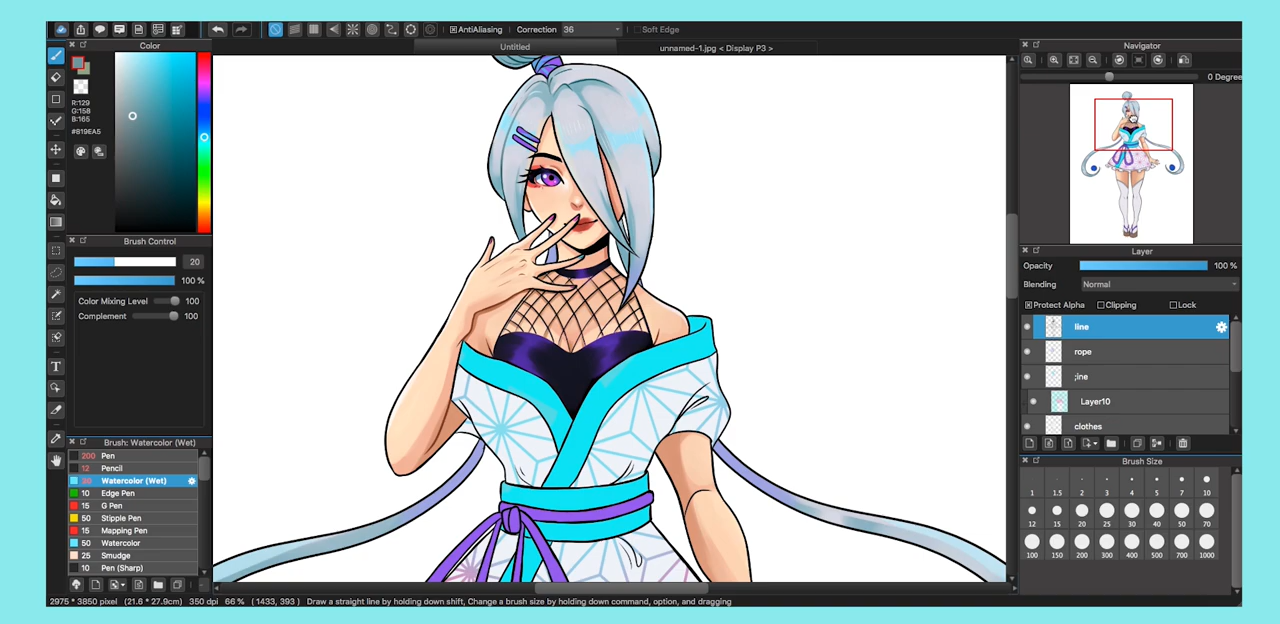 AntiAliasing Correction 36 Soft Edge
Untitled unnamed-1.jpg < Display P3 >
Color
R:129
G:158
B:165
#819EA5
Brush Control
20
100 %
Color Mixing Level 100
Complement 100
Brush: Watercolor (Wet)
200 Pen
12 Pencil
Watercolor (Wet)
10 Edge Pen
15 G Pen
50 Stipple Pen
15 Mapping Pen
50 Watercolor
25 Smudge
10 Pen (Sharp)
Navigator
0 Degree
Layer
Opacity 100 %
Blending Normal
Protect Alpha Clipping Lock
line
rope
;ine
Layer10
clothes
Brush Size
1 1.5 2 3 4 5 7 10
12 15 20 25 30 40 50 70
100 150 200 300 400 500 700 1000
2975 * 3850 pixel (21.6 * 27.9cm) 350 dpi 66 % ( 1433, 393 ) Draw a straight line by holding down shift, Change a brush size by holding down command, option, and dragging